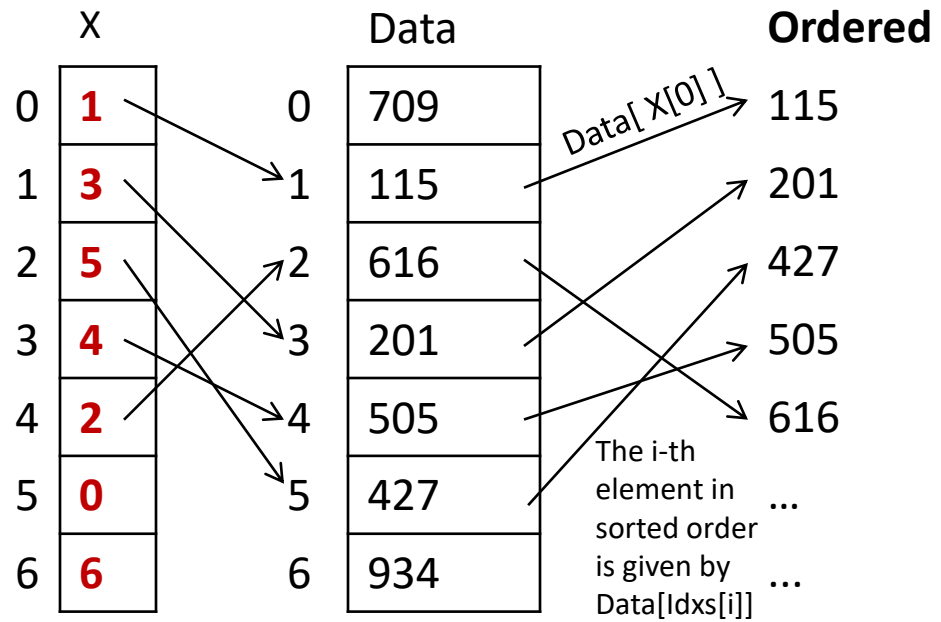 X Data Ordered
0 1 0 709 Data[ X[0] ] 115
1 3 1 115 201
2 5 2 616 427
3 4 3 201 505
4 2 4 505 616
5 0 5 427 ...
6 6 6 934 ...
The i-th
element in
sorted order
is given by
Data[Idxs[i]]